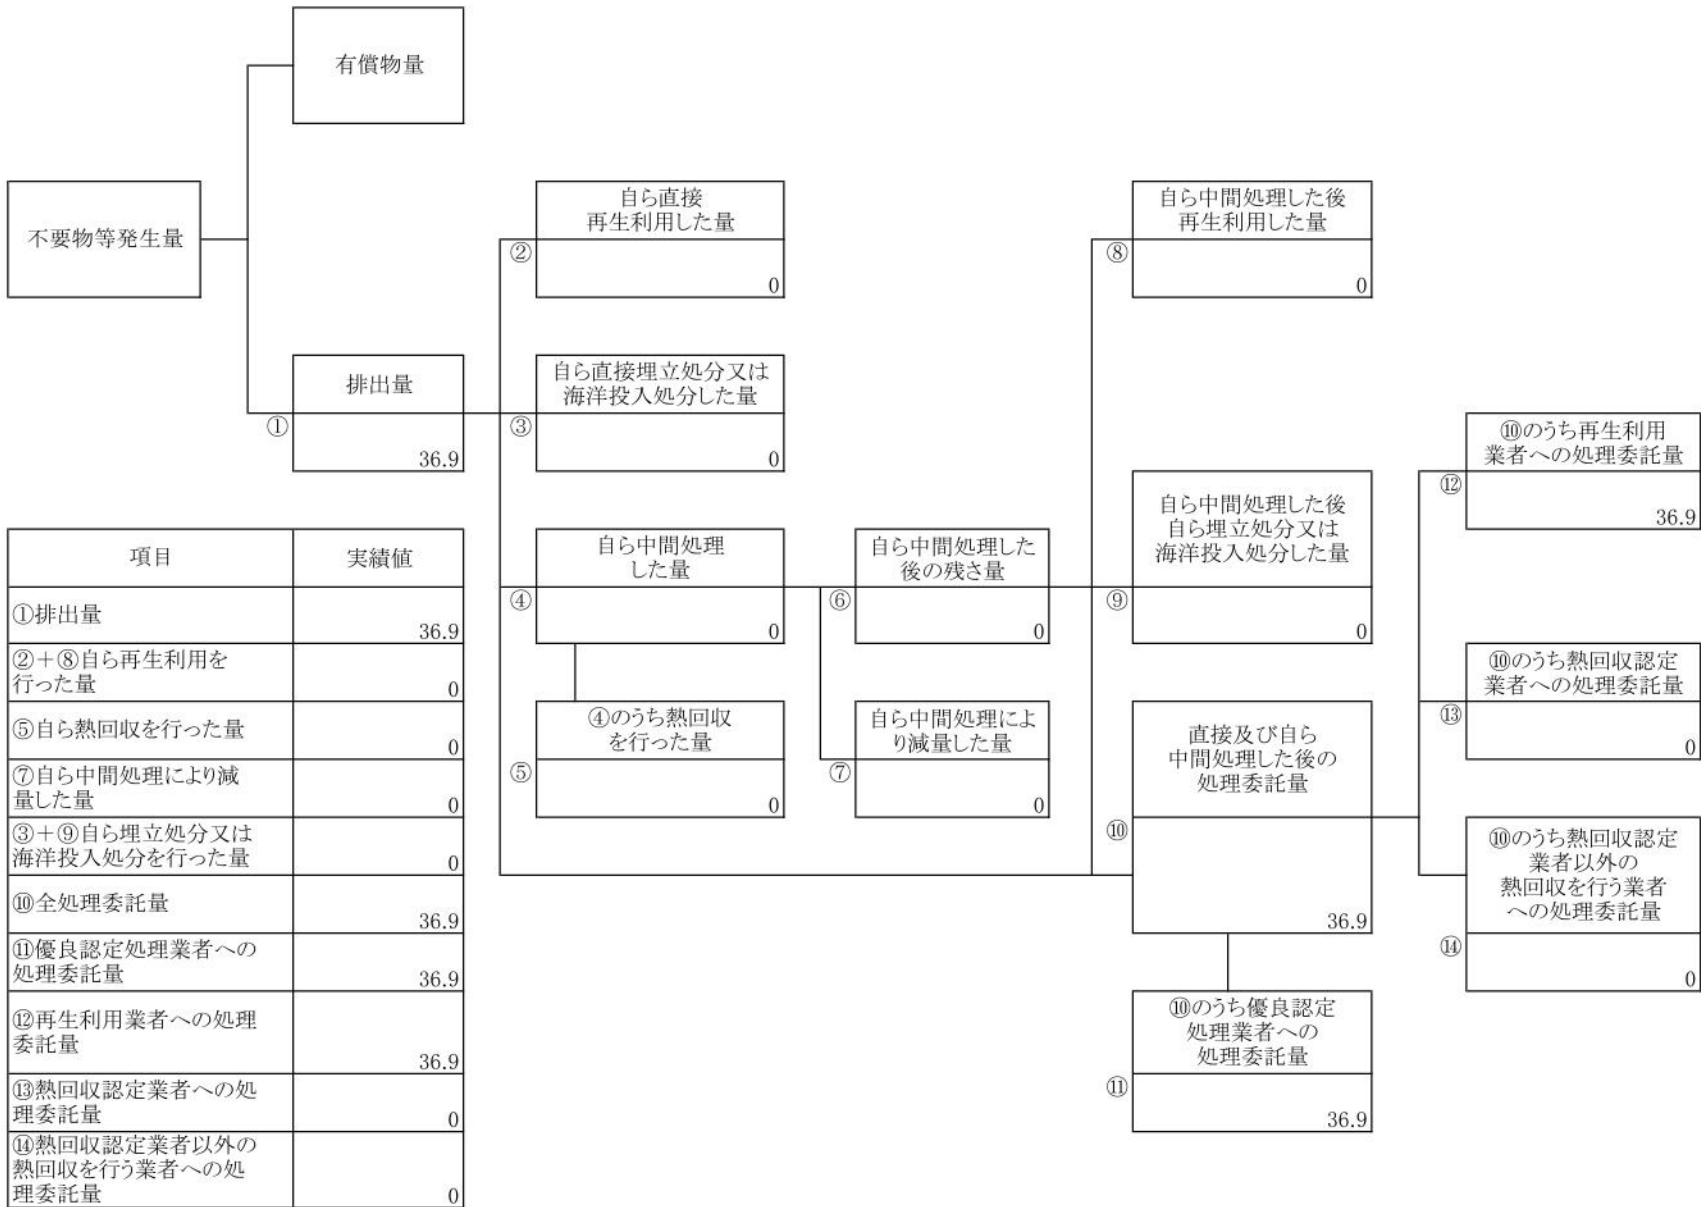 有償物量
不要物等発生量
自ら直接
再生利用した量
②
0
自ら中間処理した後
再生利用した量
⑧
0
排出量
①
36.9
自ら直接埋立処分又は
海洋投入処分した量
③
0
⑩のうち再生利用
業者への処理委託量
⑫
36.9
自ら中間処理した後
自ら埋立処分又は
海洋投入処分した量
⑨
0
自ら中間処理
した量
④
0
自ら中間処理した
後の残さ量
⑥
0
④のうち熱回収
を行った量
⑤
0
自ら中間処理によ
り減量した量
⑦
0
直接及び自ら
中間処理した後の
処理委託量
⑩
36.9
⑩のうち熱回収認定
業者への処理委託量
⑬
0
⑩のうち熱回収認定
業者以外の
熱回収を行う業者
への処理委託量
⑭
0
⑩のうち優良認定
処理業者への
処理委託量
⑪
36.9
項目
実績値
①排出量
36.9
②+⑧自ら再生利用を
行った量
0
⑤自ら熱回収を行った量
0
⑦自ら中間処理により減
量した量
0
③+⑨自ら埋立処分又は
海洋投入処分を行った量
0
⑩全処理委託量
36.9
⑪優良認定処理業者への
処理委託量
36.9
⑫再生利用業者への処理
委託量
36.9
⑬熱回収認定業者への処
理委託量
0
⑭熱回収認定業者以外の
熱回収を行う業者への処
理委託量
0